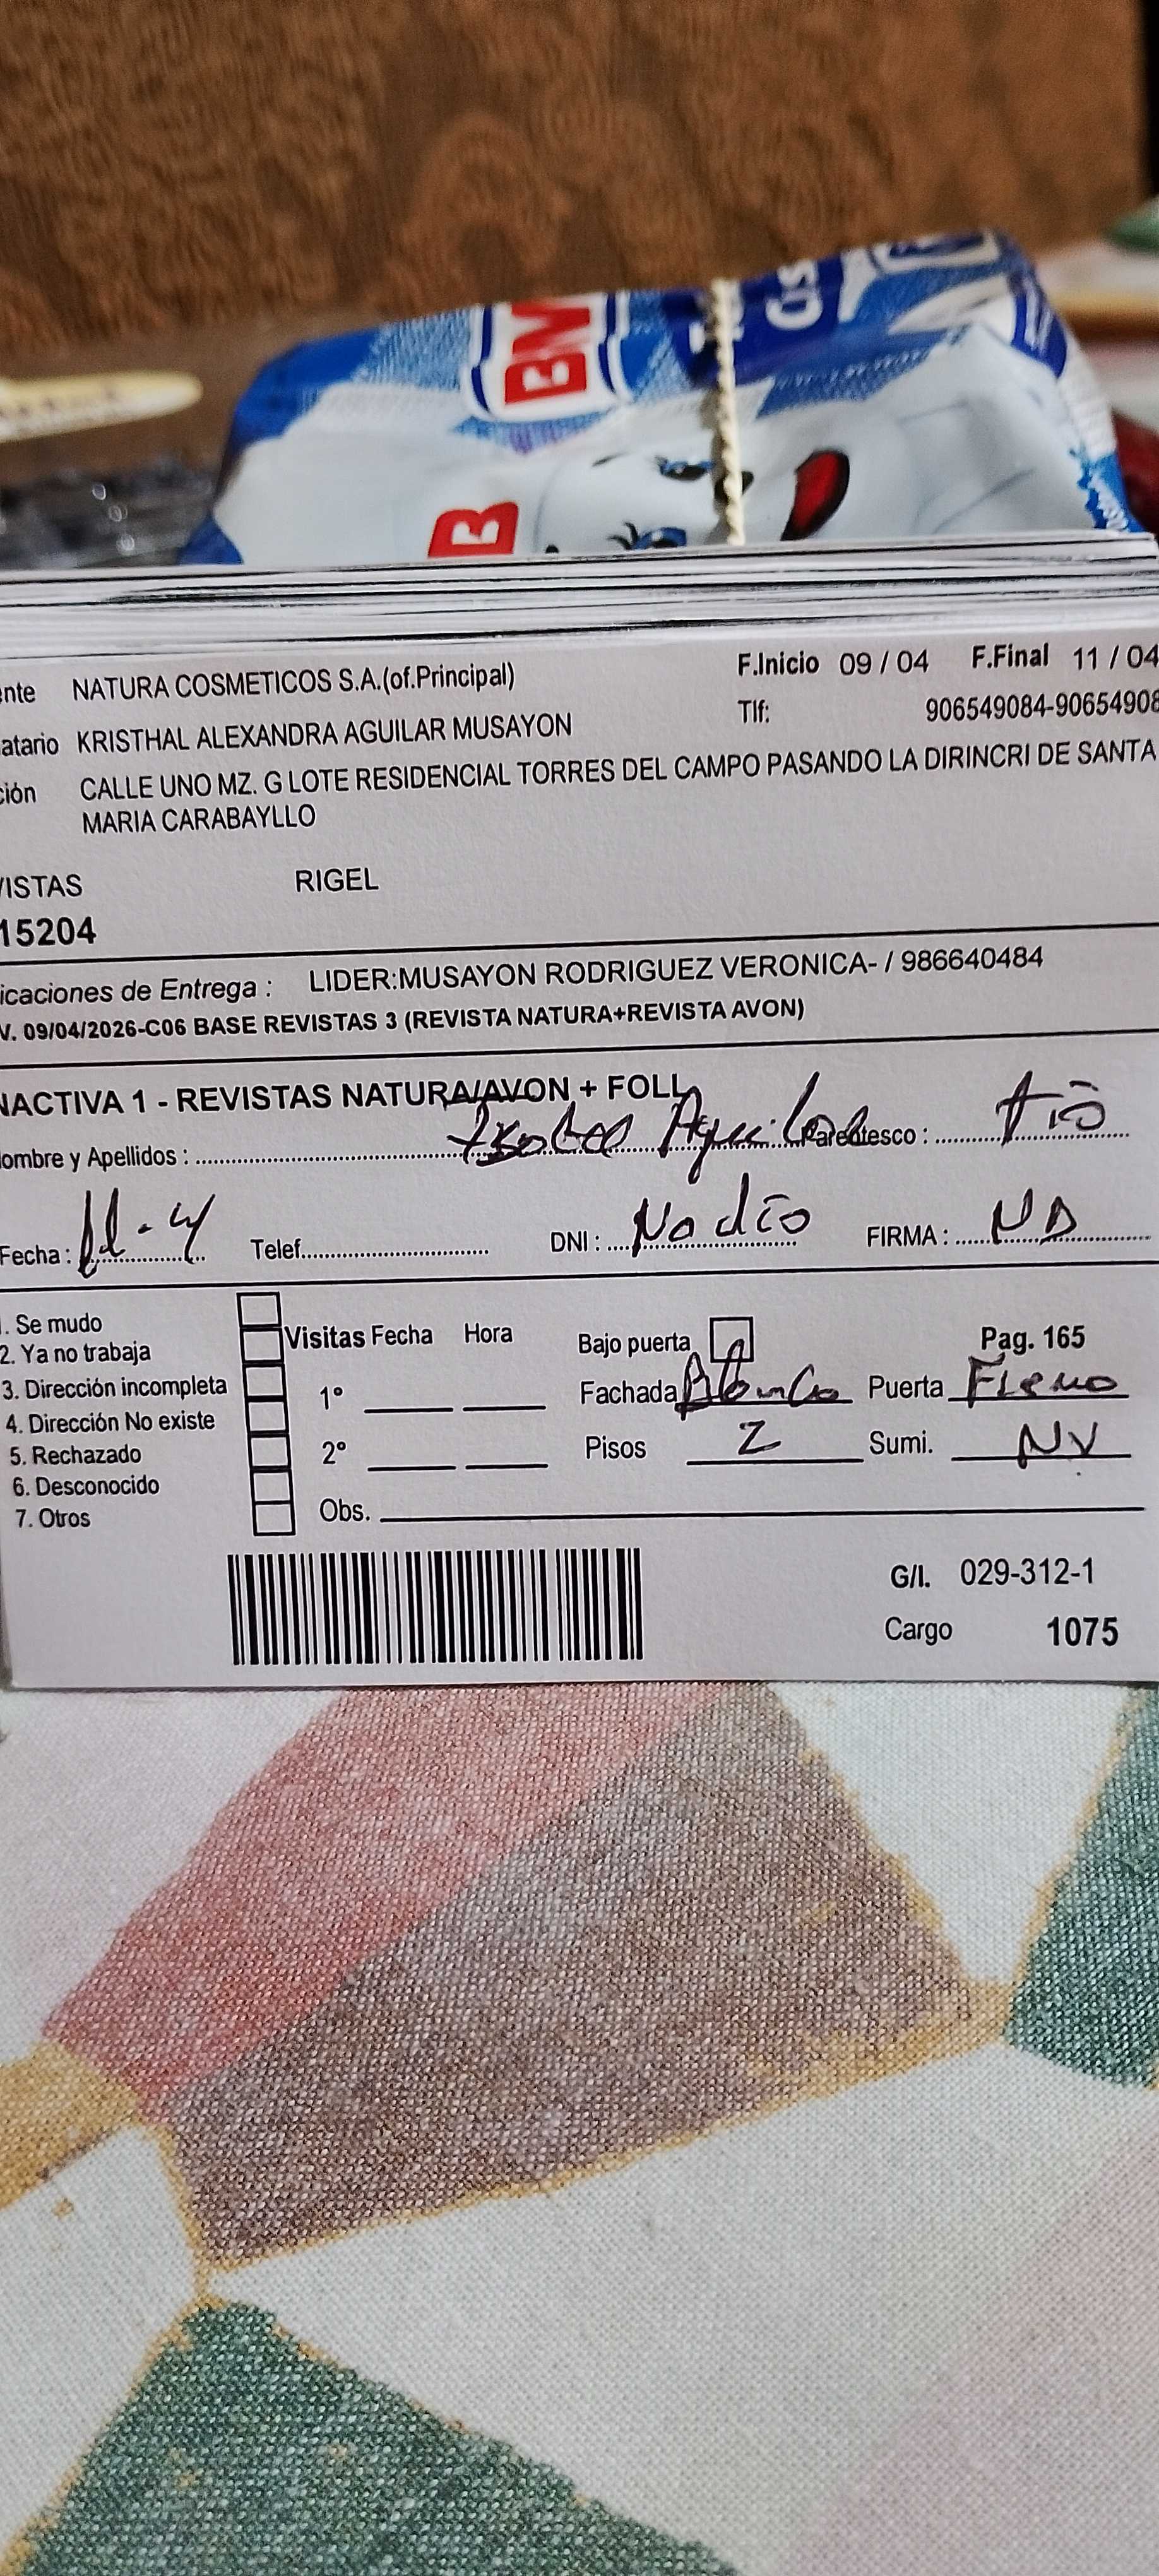 BM
B
ente NATURA COSMETICOS S.A.(of.Principal) F.Inicio 09 / 04 F.Final 11 / 04
Tlf: 906549084-90654908
atario KRISTHAL ALEXANDRA AGUILAR MUSAYON
ción CALLE UNO MZ. G LOTE RESIDENCIAL TORRES DEL CAMPO PASANDO LA DIRINCRI DE SANTA
MARIA CARABAYLLO
VISTAS RIGEL
15204
icaciones de Entrega : LIDER:MUSAYON RODRIGUEZ VERONICA- / 986640484
V. 09/04/2026-C06 BASE REVISTAS 3 (REVISTA NATURA+REVISTA AVON)
NACTIVA 1 - REVISTAS NATURA/AVON + FOLL
ombre y Apellidos : Aguilar Parentesco : tio
Fecha : 11-4 Telef. DNI : No dio FIRMA : ND
1. Se mudo
2. Ya no trabaja
3. Dirección incompleta
4. Dirección No existe
5. Rechazado
6. Desconocido
7. Otros
Visitas Fecha Hora
1°
2°
Obs.
Bajo puerta Pag. 165
Fachada Blanca Puerta Fierro
Pisos 2 Sumi. NV
G/I. 029-312-1
Cargo 1075